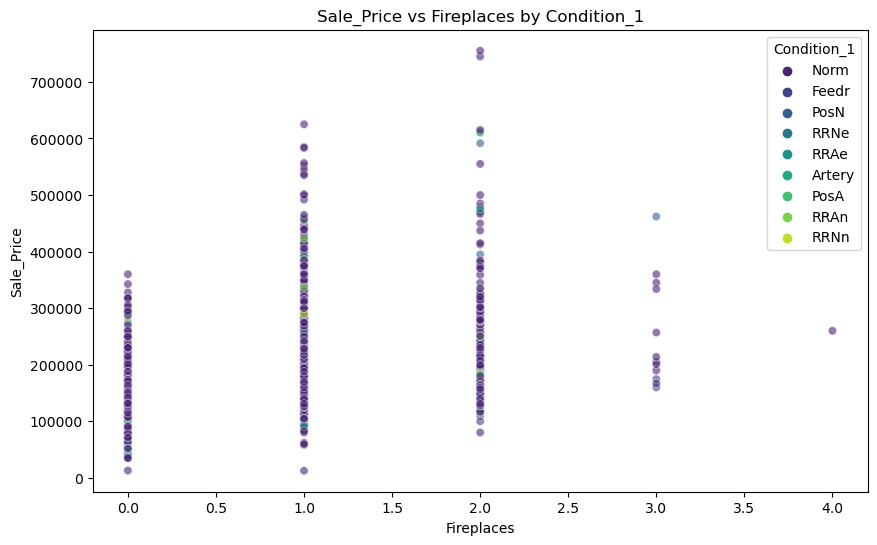 Sale_Price vs Fireplaces by Condition_1
Condition_1
Norm
Feedr
PosN
RRNe
RRAe
Artery
PosA
RRAn
RRNn
Sale_Price
700000
600000
500000
400000
300000
200000
100000
0
0.0 0.5 1.0 1.5 2.0 2.5 3.0 3.5 4.0
Fireplaces